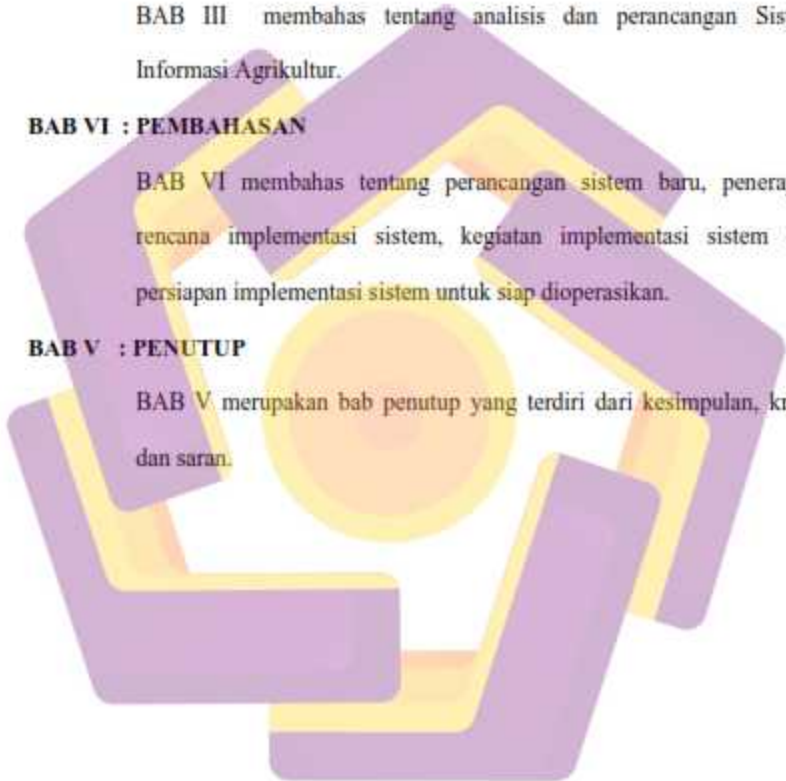 BAB III membahas tentang analisis dan perancangan Sis
Informasi Agrikultur.
BAB VI : PEMBAHASAN
BAB VI membahas tentang perancangan sistem baru, penera
rencana implementasi sistem, kegiatan implementasi sistem
persiapan implementasi sistem untuk siap dioperasikan.
BAB V : PENUTUP
BAB V merupakan bab penutup yang terdiri dari kesimpulan, kr
dan saran.